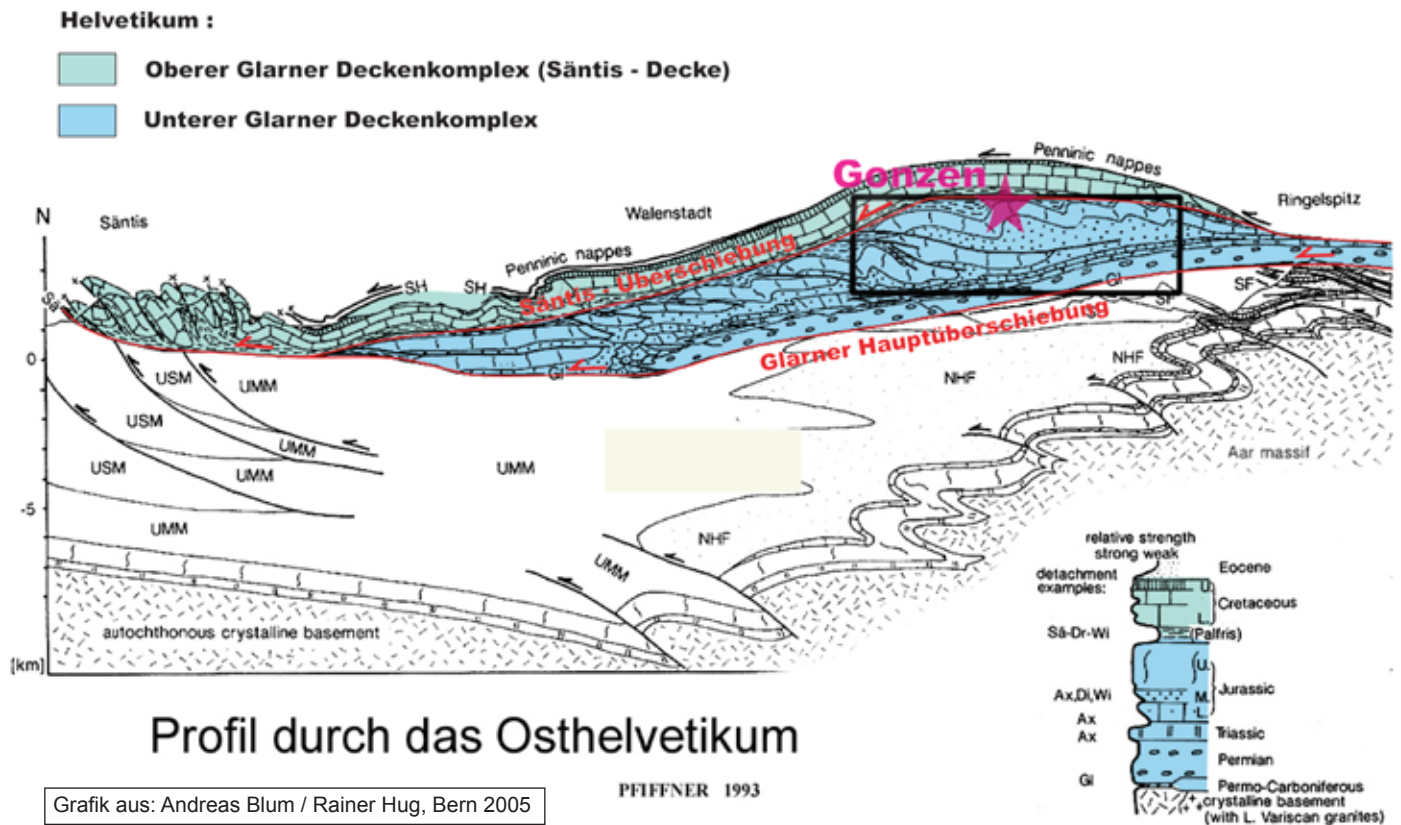 Helvetikum :
Oberer Glarner Deckenkomplex (Säntis - Decke)
Unterer Glarner Deckenkomplex
Penninic nappes
Gonzen
N
Säntis
Walenstadt
Ringelspitz
Penninic nappes
SH
SH
Säntis - Überschiebung
Sä
Gl
SF
SF
Glarner Hauptüborschiebung
0
Gl
NHF
USM
UMM
USM
UMM
UMM
USM
UMM
Aar massif
-5
UMM
NHF
UMM
autochthonous crystalline basement
[km]
relative strength
strong weak
detachment
examples:
Eocene
U.
Cretaceous
L.
Sä-Dr-Wi
(Palfris)
U.
Jurassic
Ax,Di,Wi
M.
L.
Ax
Ax
Triassic
Permian
Gl
Permo-Carboniferous
crystalline basement
(with L. Variscan granites)
Profil durch das Osthelvetikum
PFIFFNER 1993
Grafik aus: Andreas Blum / Rainer Hug, Bern 2005